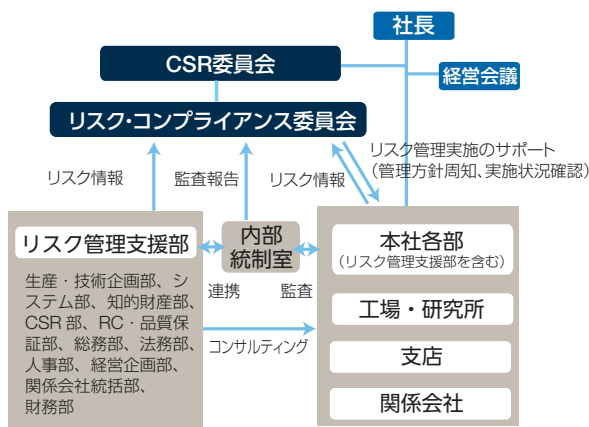 社長
CSR委員会
経営会議
リスク・コンプライアンス委員会
リスク情報
監査報告
リスク情報
リスク管理実施のサポート
(管理方針周知、実施状況確認)
リスク管理支援部
生産・技術企画部、シ
ステム部、知的財産部、
CSR部、RC・品質保
証部、総務部、法務部、
人事部、経営企画部、
関係会社統括部、
財務部
内部
統制室
連携
監査
コンサルティング
本社各部
(リスク管理支援部を含む)
工場・研究所
支店
関係会社